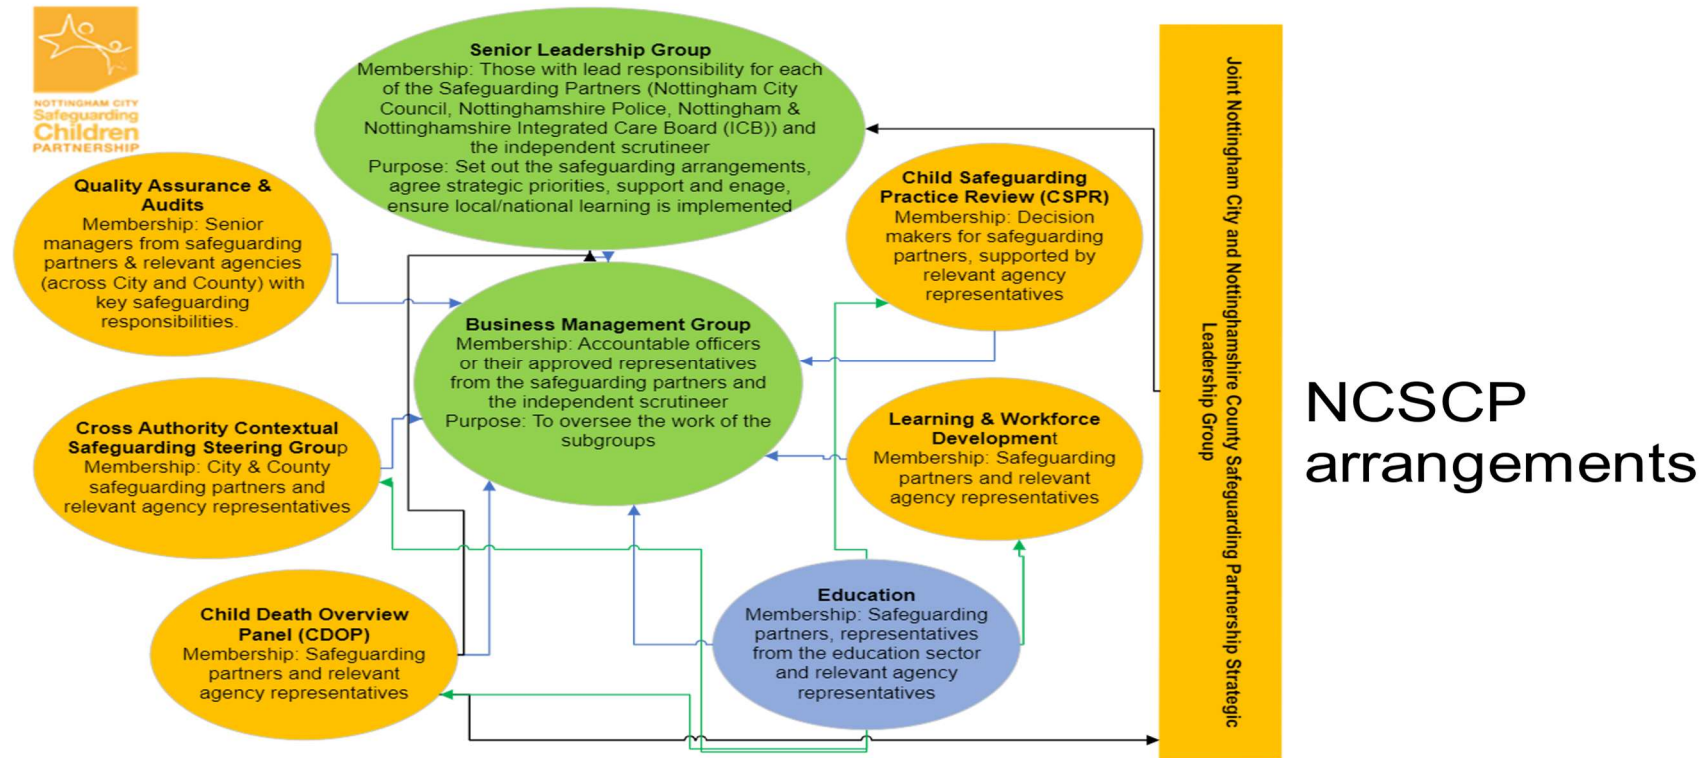 NOTTINGHAM CITY
Safeguarding
Children
PARTNERSHIP
Senior Leadership Group
Membership: Those with lead responsibility for each
of the Safeguarding Partners (Nottingham City
Council, Nottinghamshire Police, Nottingham &
Nottinghamshire Integrated Care Board (ICB)) and
the independent scrutineer
Purpose: Set out the safeguarding arrangements,
agree strategic priorities, support and enage,
ensure local/national learning is implemented
Quality Assurance &
Audits
Membership: Senior
managers from safeguarding
partners & relevant agencies
(across City and County) with
key safeguarding
responsibilities.
Child Safeguarding
Practice Review (CSPR)
Membership: Decision
makers for safeguarding
partners, supported by
relevant agency
representatives
Business Management Group
Membership: Accountable officers
or their approved representatives
from the safeguarding partners and
the independent scrutineer
Purpose: To oversee the work of the
subgroups
Cross Authority Contextual
Safeguarding Steering Group
Membership: City & County
safeguarding partners and
relevant agency representatives
Learning & Workforce
Development
Membership: Safeguarding
partners and relevant
agency representatives
Child Death Overview
Panel (CDOP)
Membership: Safeguarding
partners and relevant
agency representatives
Education
Membership: Safeguarding
partners, representatives
from the education sector
and relevant agency
representatives
Joint Nottingham City and Nottinghamshire County Safeguarding Partnership Strategic
Leadership Group
NCSCP
arrangements